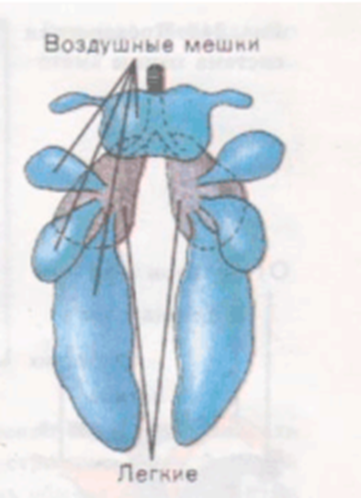 Воздушные мешки
Легкие